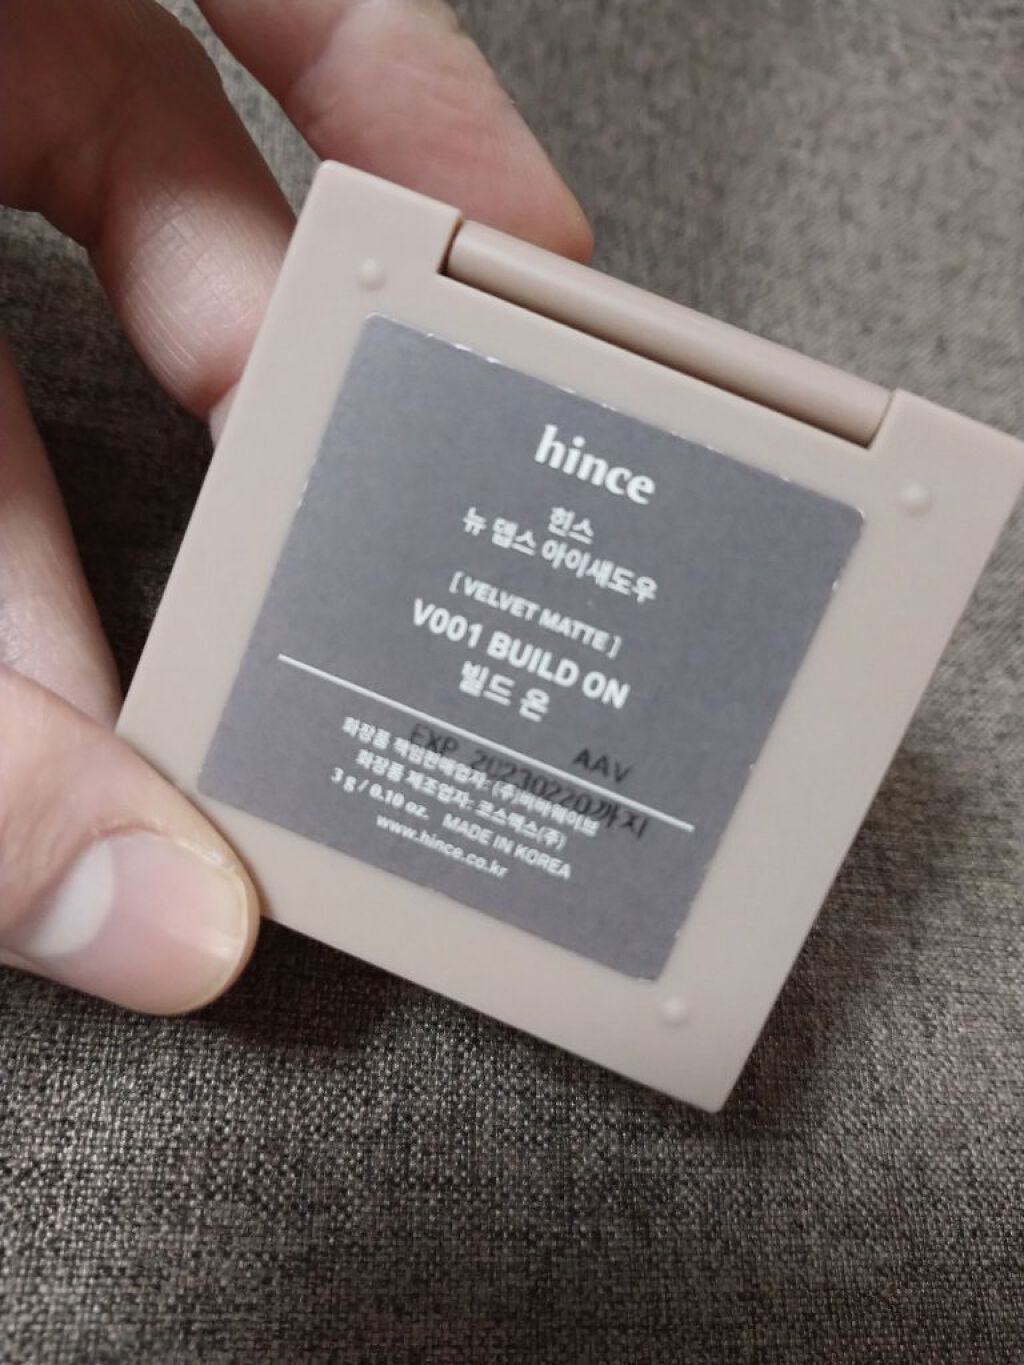 hince
힌스
뉴 뎁스 아이섀도우
[ VELVET MATTE ]
V001 BUILD ON
빌드 온
AAV
EXP 20230220까지
화장품 책임판매업자: (주)비바웨이브
화장품 제조업자: 코스맥스(주)
3 g / 0.10 oz. MADE IN KOREA
www.hince.co.kr